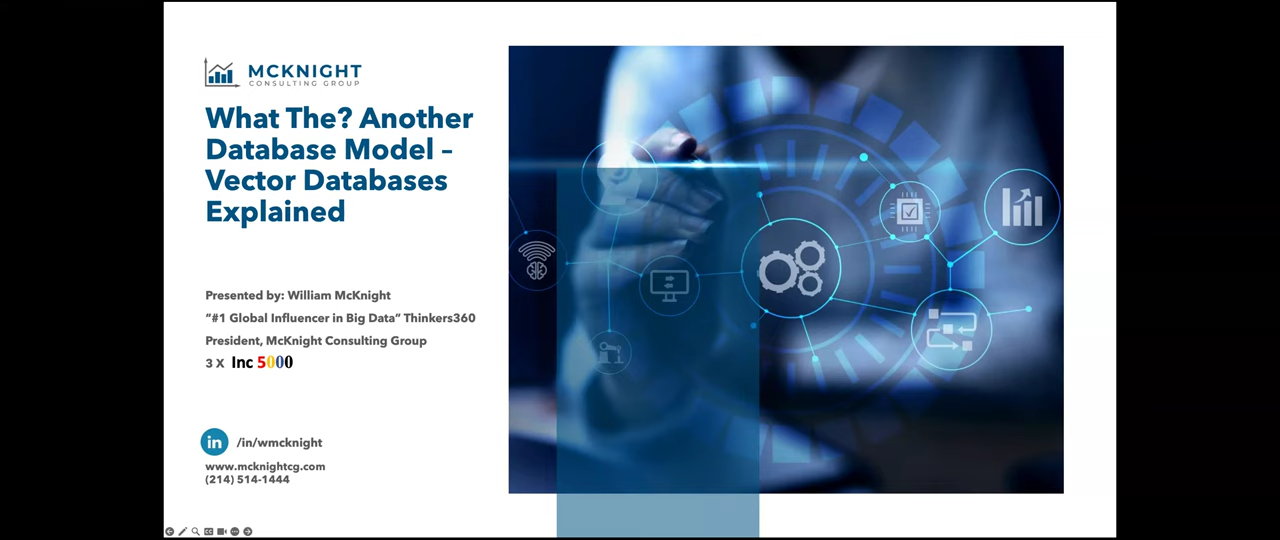 MCKNIGHT
CONSULTING GROUP
What The? Another
Database Model –
Vector Databases
Explained
Presented by: William McKnight
“#1 Global Influencer in Big Data” Thinkers360
President, McKnight Consulting Group
3 X Inc 5000
in /in/wmcknight
www.mcknightcg.com
(214) 514-1444